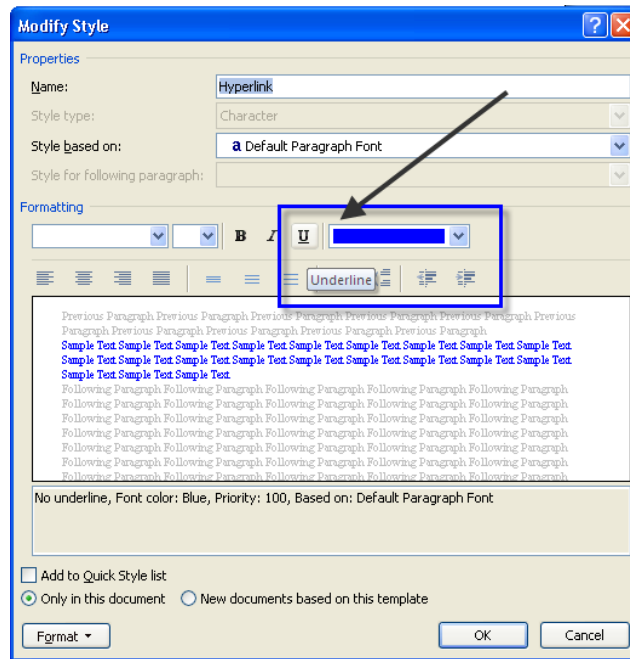 Modify Style
Properties
Name: Hyperlink
Style type: Character
Style based on: a Default Paragraph Font
Style for following paragraph:
Formatting
B I U
Underline
Previous Paragraph Previous Paragraph Previous Paragraph Previous Paragraph Previous Paragraph Previous
Paragraph Previous Paragraph Previous Paragraph Previous Paragraph Previous Paragraph
Sample Text Sample Text Sample Text Sample Text Sample Text Sample Text Sample Text Sample Text Sample Text
Sample Text Sample Text Sample Text Sample Text Sample Text Sample Text Sample Text Sample Text Sample Text
Sample Text Sample Text Sample Text
Following Paragraph Following Paragraph Following Paragraph Following Paragraph Following Paragraph
Following Paragraph Following Paragraph Following Paragraph Following Paragraph Following Paragraph
Following Paragraph Following Paragraph Following Paragraph Following Paragraph Following Paragraph
Following Paragraph Following Paragraph Following Paragraph Following Paragraph Following Paragraph
Following Paragraph Following Paragraph Following Paragraph Following Paragraph Following Paragraph
Following Paragraph Following Paragraph Following Paragraph Following Paragraph Following Paragraph
Following Paragraph Following Paragraph Following Paragraph Following Paragraph Following Paragraph
No underline, Font color: Blue, Priority: 100, Based on: Default Paragraph Font
Add to Quick Style list
Only in this document New documents based on this template
Format OK Cancel